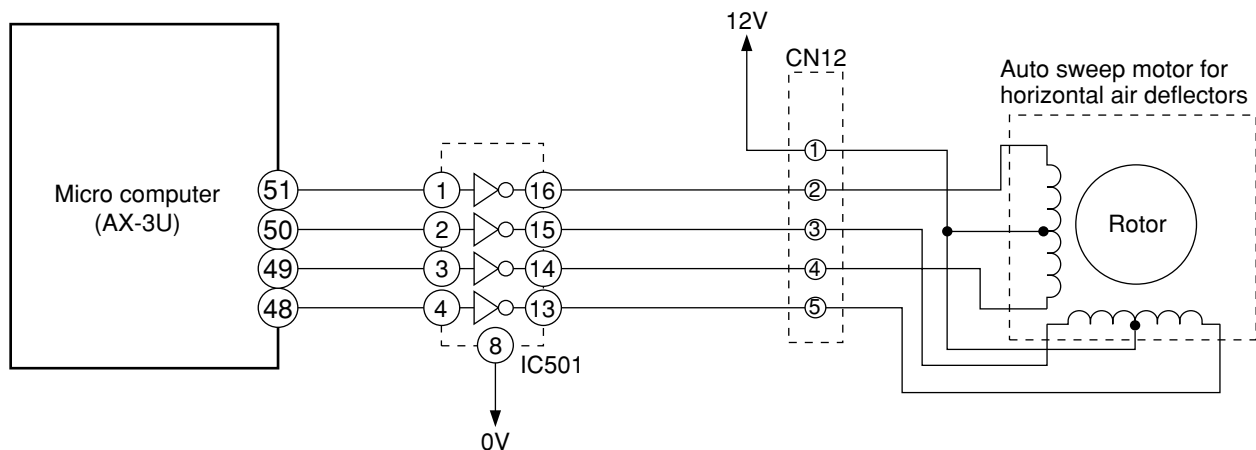 12V
CN12
Auto sweep motor for
horizontal air deflectors
Micro computer
(AX-3U)
51 1 16 2
50 2 15 3
49 3 14 4
48 4 13 5
1
Rotor
8
IC501
0V